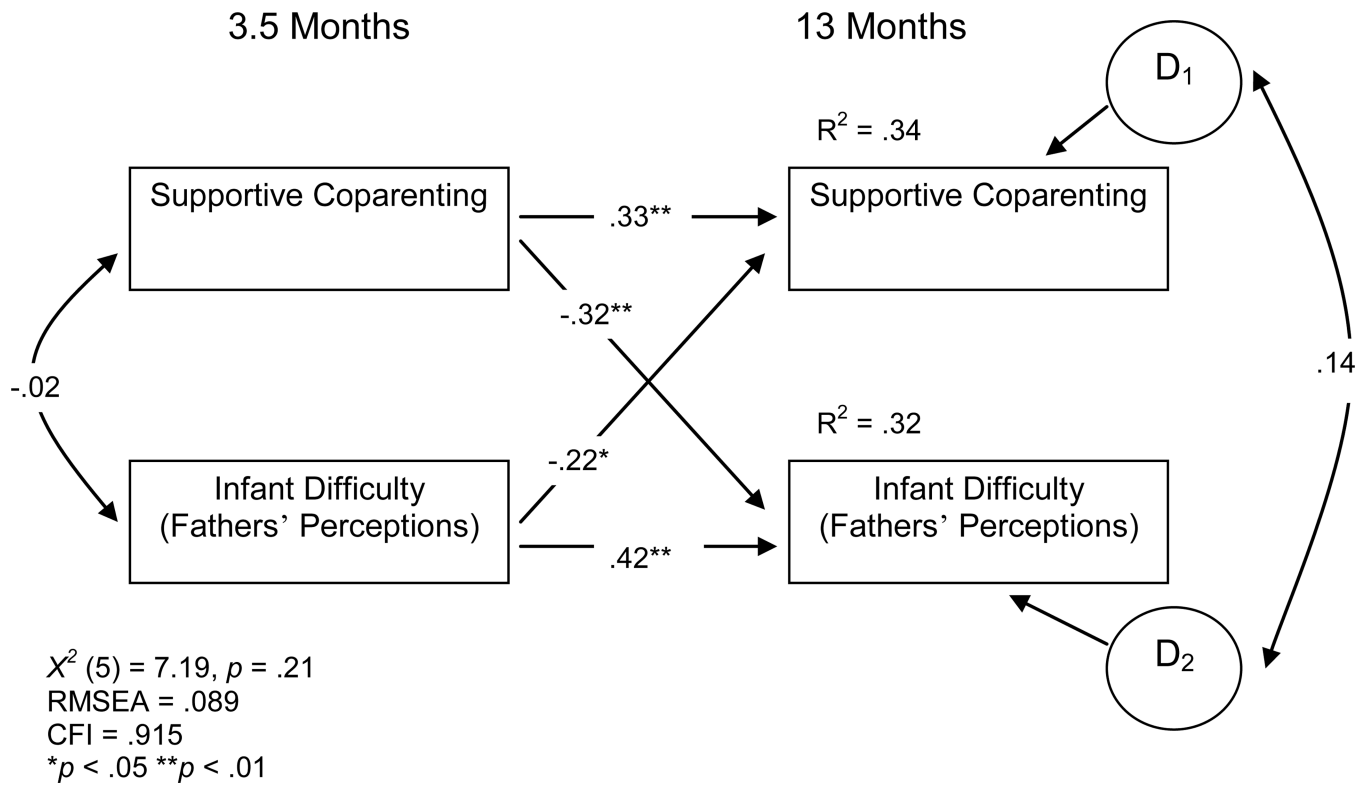 3.5 Months
13 Months
D₁
R² = .34
Supportive Coparenting
Supportive Coparenting
.33**
-.32**
-.02
.14
R² = .32
-.22*
Infant Difficulty
(Fathers’ Perceptions)
Infant Difficulty
(Fathers’ Perceptions)
.42**
D₂
X² (5) = 7.19, p = .21
RMSEA = .089
CFI = .915
*p < .05 **p < .01